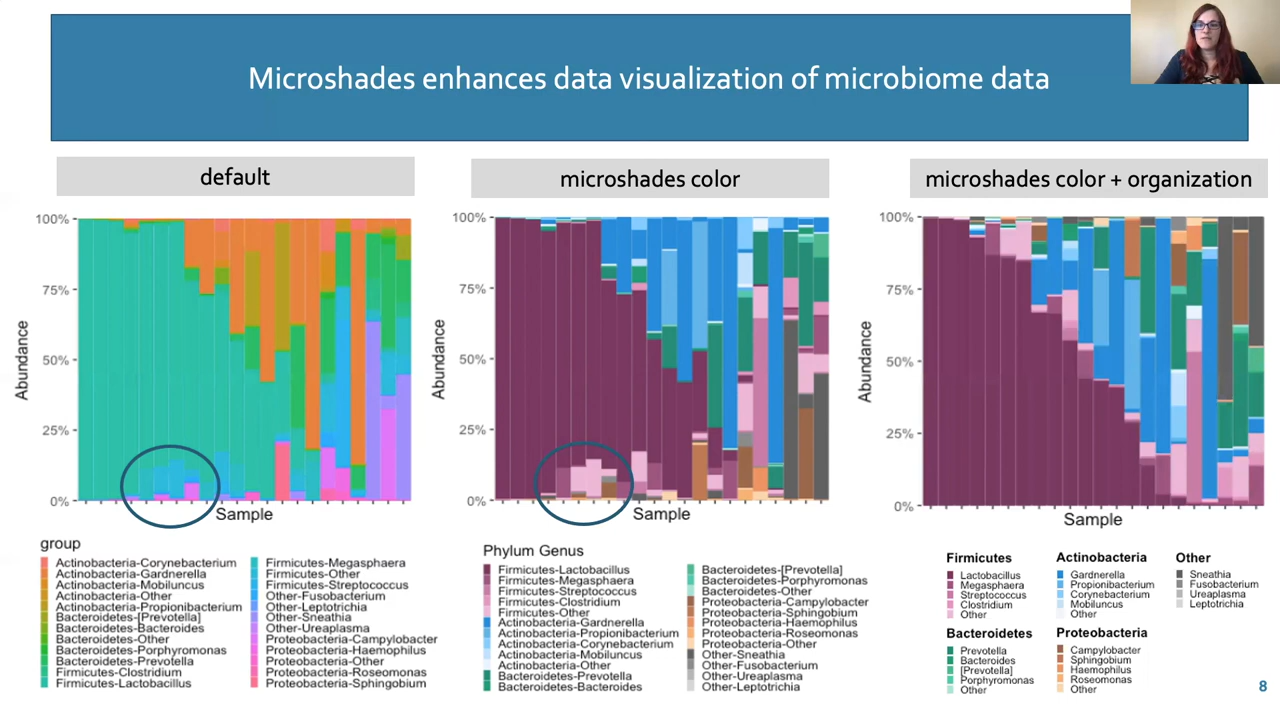 Microshades enhances data visualization of microbiome data
default
100%
75%
50%
25%
0%
Abundance
Sample
group
Actinobacteria-Corynebacterium
Actinobacteria-Gardnerella
Actinobacteria-Mobiluncus
Actinobacteria-Other
Actinobacteria-Propionibacterium
Bacteroidetes-[Prevotella]
Bacteroidetes-Bacteroides
Bacteroidetes-Other
Bacteroidetes-Porphyromonas
Bacteroidetes-Prevotella
Firmicutes-Clostridium
Firmicutes-Lactobacillus
Firmicutes-Megasphaera
Firmicutes-Other
Firmicutes-Streptococcus
Other-Fusobacterium
Other-Leptotrichia
Other-Sneathia
Other-Ureaplasma
Proteobacteria-Campylobacter
Proteobacteria-Haemophilus
Proteobacteria-Other
Proteobacteria-Roseomonas
Proteobacteria-Sphingobium
microshades color
100%
75%
50%
25%
0%
Abundance
Sample
Phylum Genus
Firmicutes-Lactobacillus
Firmicutes-Megasphaera
Firmicutes-Streptococcus
Firmicutes-Clostridium
Firmicutes-Other
Actinobacteria-Gardnerella
Actinobacteria-Propionibacterium
Actinobacteria-Corynebacterium
Actinobacteria-Mobiluncus
Actinobacteria-Other
Bacteroidetes-Prevotella
Bacteroidetes-Bacteroides
Bacteroidetes-[Prevotella]
Bacteroidetes-Porphyromonas
Bacteroidetes-Other
Proteobacteria-Campylobacter
Proteobacteria-Sphingobium
Proteobacteria-Haemophilus
Proteobacteria-Roseomonas
Proteobacteria-Other
Other-Sneathia
Other-Fusobacterium
Other-Ureaplasma
Other-Leptotrichia
microshades color + organization
100%
75%
50%
25%
0%
Abundance
Sample
Firmicutes
Lactobacillus
Megasphaera
Streptococcus
Clostridium
Other
Actinobacteria
Gardnerella
Propionibacterium
Corynebacterium
Mobiluncus
Other
Other
Sneathia
Fusobacterium
Ureaplasma
Leptotrichia
Bacteroidetes
Prevotella
Bacteroides
[Prevotella]
Porphyromonas
Other
Proteobacteria
Campylobacter
Sphingobium
Haemophilus
Roseomonas
Other
8